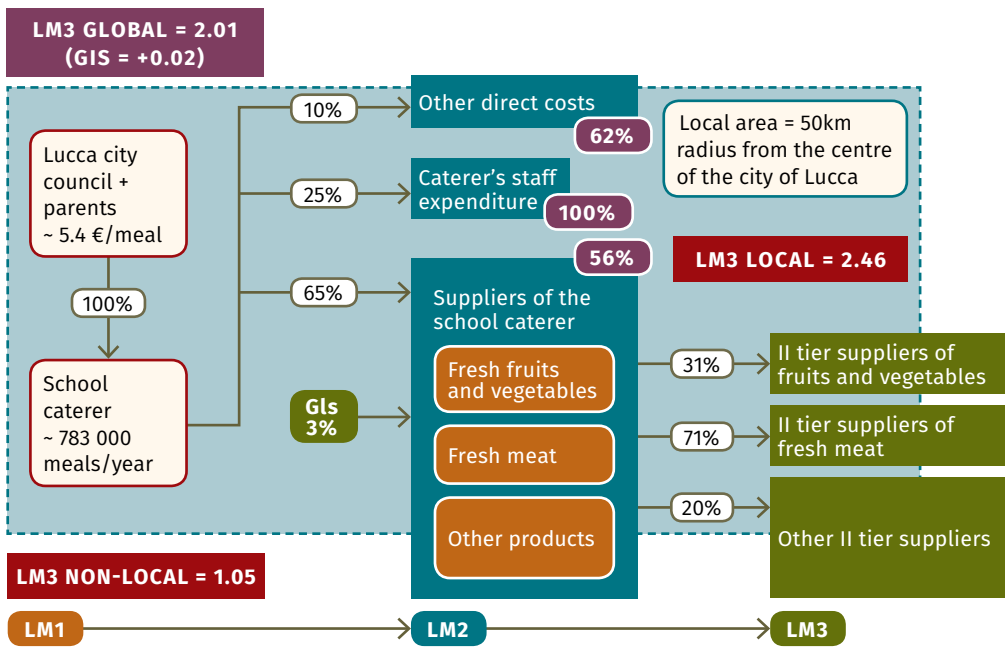 LM3 GLOBAL = 2.01
(GIS = +0.02)
Lucca city
council +
parents
~ 5.4 €/meal
100%
School
caterer
~ 783 000
meals/year
10%
25%
65%
GIs
3%
Other direct costs
62%
Caterer’s staff
expenditure
100%
56%
Suppliers of the
school caterer
Fresh fruits
and vegetables
Fresh meat
Other products
Local area = 50km
radius from the centre
of the city of Lucca
LM3 LOCAL = 2.46
31%
71%
20%
II tier suppliers of
fruits and vegetables
II tier suppliers of
fresh meat
Other II tier suppliers
LM3 NON-LOCAL = 1.05
LM1
LM2
LM3